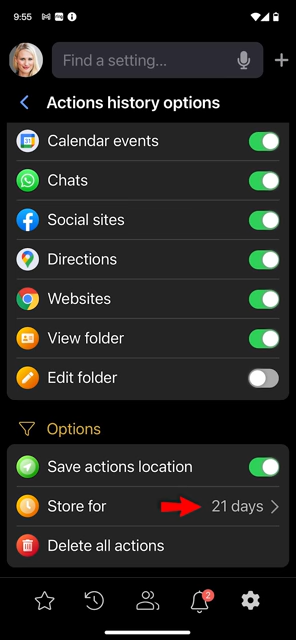 9:55
Find a setting...
Actions history options
31 Calendar events
Chats
Social sites
Directions
Websites
View folder
Edit folder
Options
Save actions location
Store for 21 days
Delete all actions
2